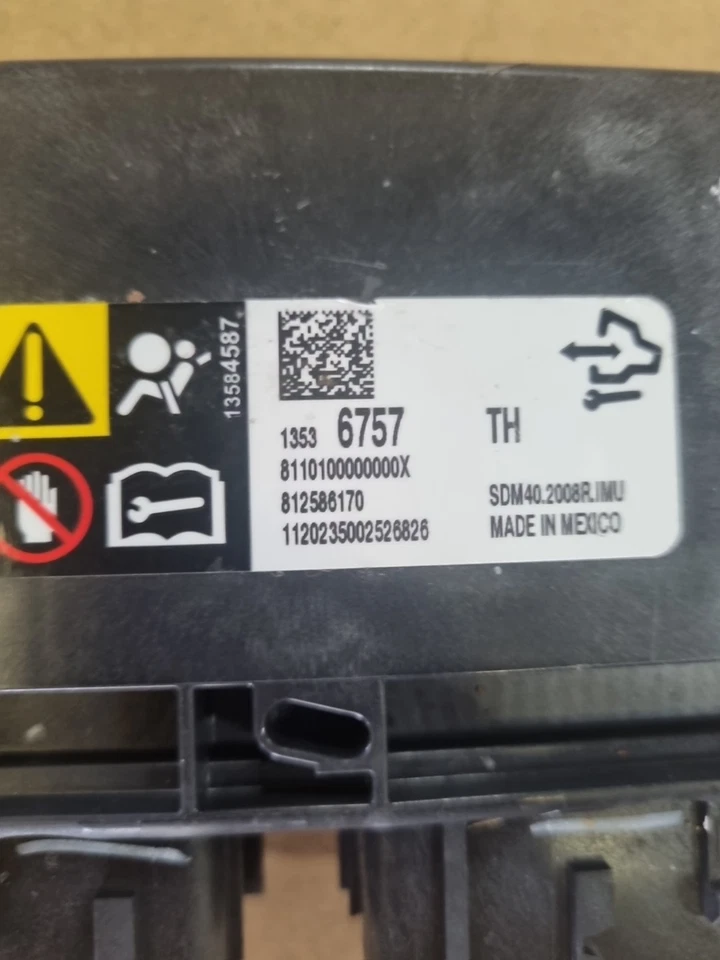 13584587
1353 6757 TH
8110100000000X
812586170 SDM40.2008R.IMU
1120235002526826 MADE IN MEXICO